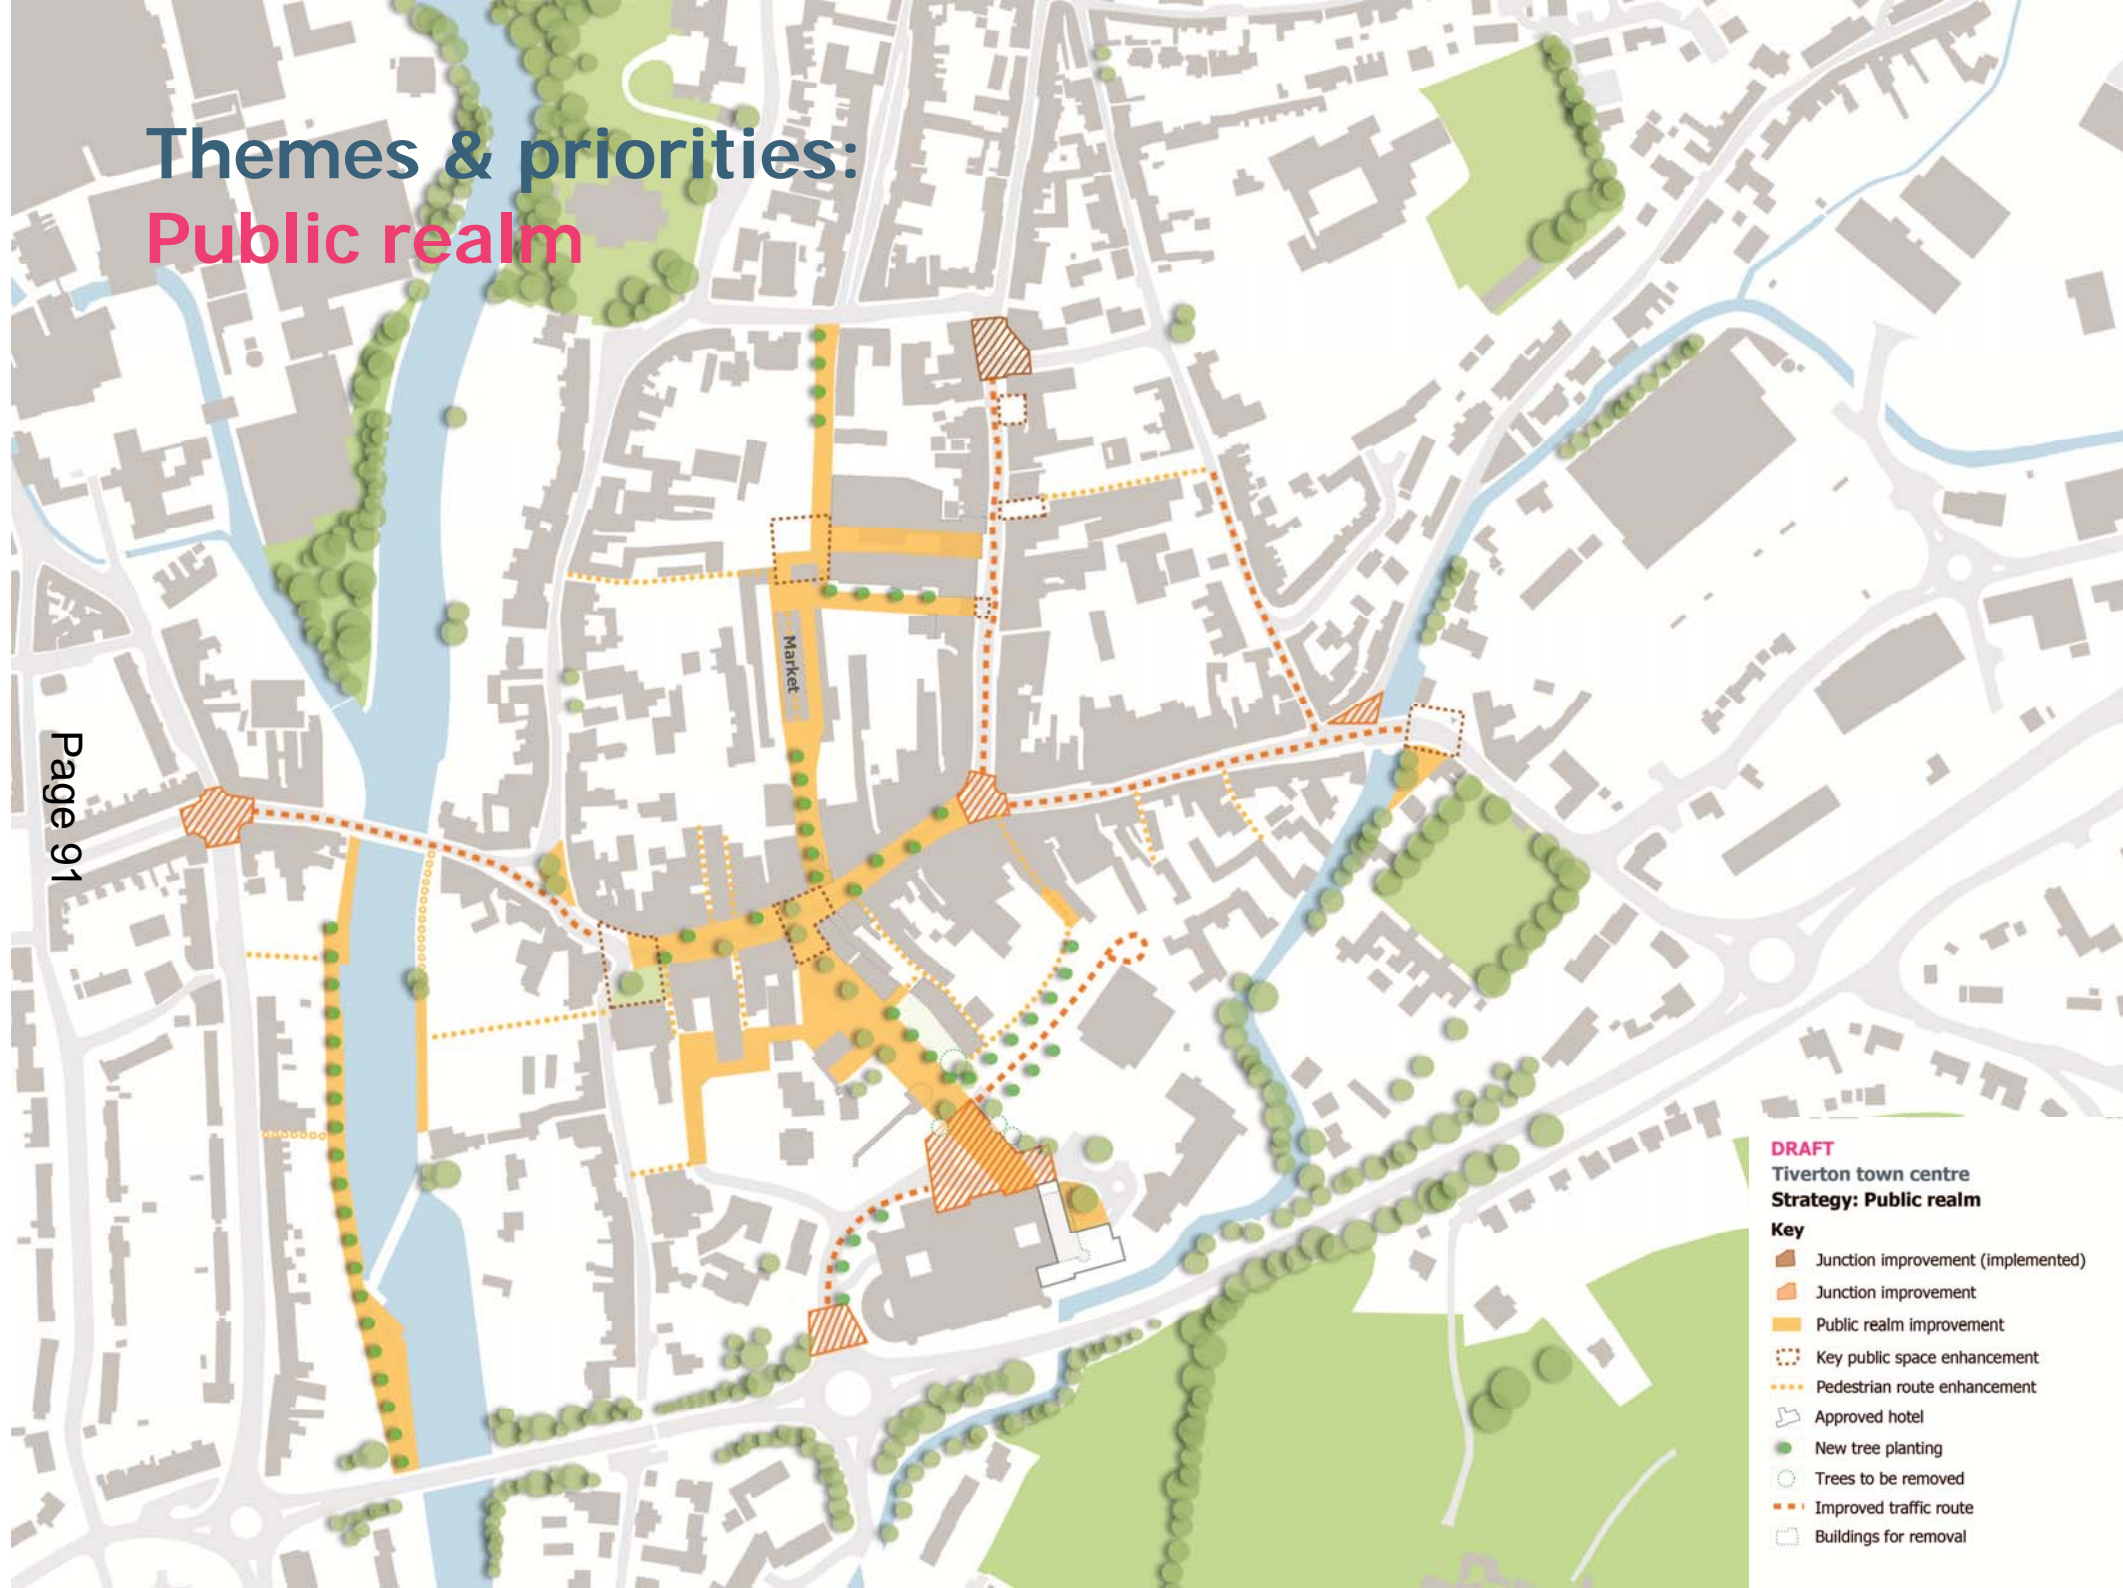 Themes & priorities:
Public realm
Market
Page 91
DRAFT
Tiverton town centre
Strategy: Public realm
Key
Junction improvement (implemented)
Junction improvement
Public realm improvement
Key public space enhancement
Pedestrian route enhancement
Approved hotel
New tree planting
Trees to be removed
Improved traffic route
Buildings for removal